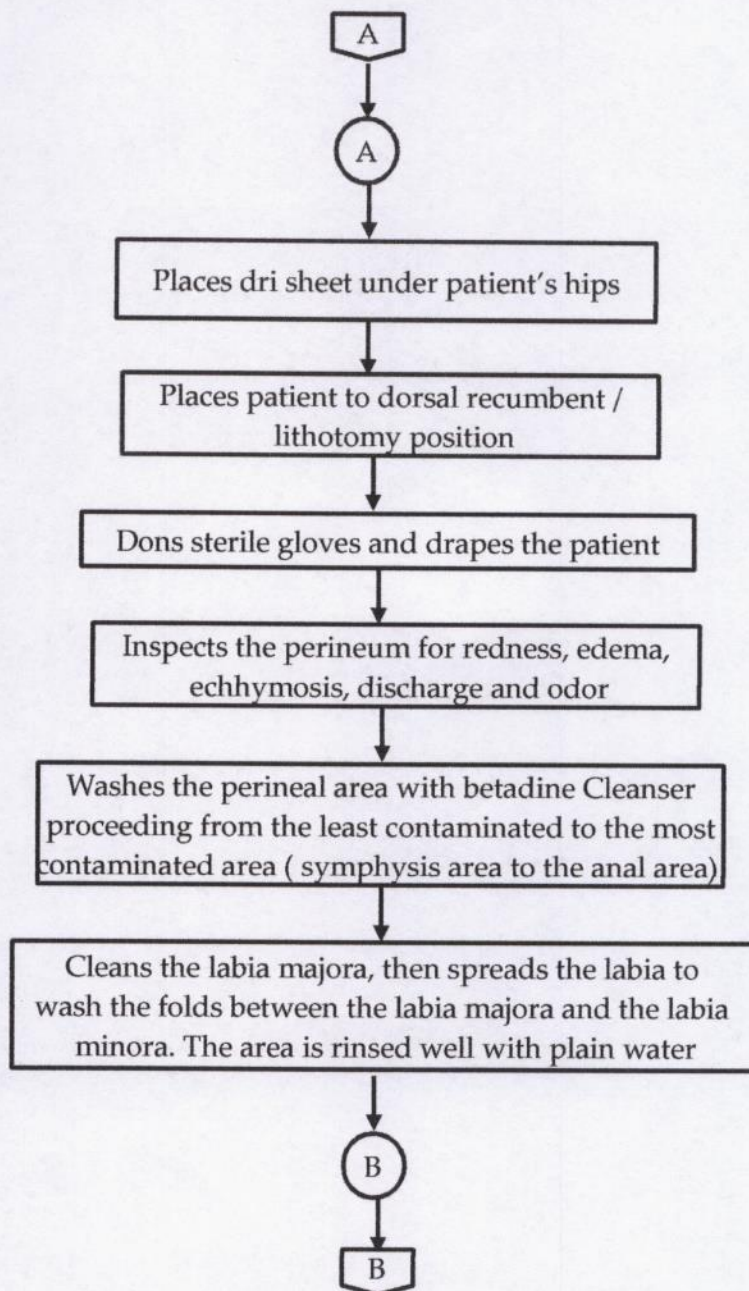 A
A
Places dri sheet under patient's hips
Places patient to dorsal recumbent /
lithotomy position
Dons sterile gloves and drapes the patient
Inspects the perineum for redness, edema,
echhymosis, discharge and odor
Washes the perineal area with betadine Cleanser
proceeding from the least contaminated to the most
contaminated area ( symphysis area to the anal area)
Cleans the labia majora, then spreads the labia to
wash the folds between the labia majora and the labia
minora. The area is rinsed well with plain water
B
B